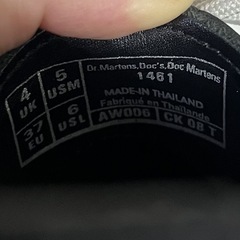 4 UK
5 USM
37 EU
6 USL
Dr.Martens,Doc's,Doc Martens
1461
MADE IN THAILAND
Fabriqué en Thaïlande
AW006
CK 08 T